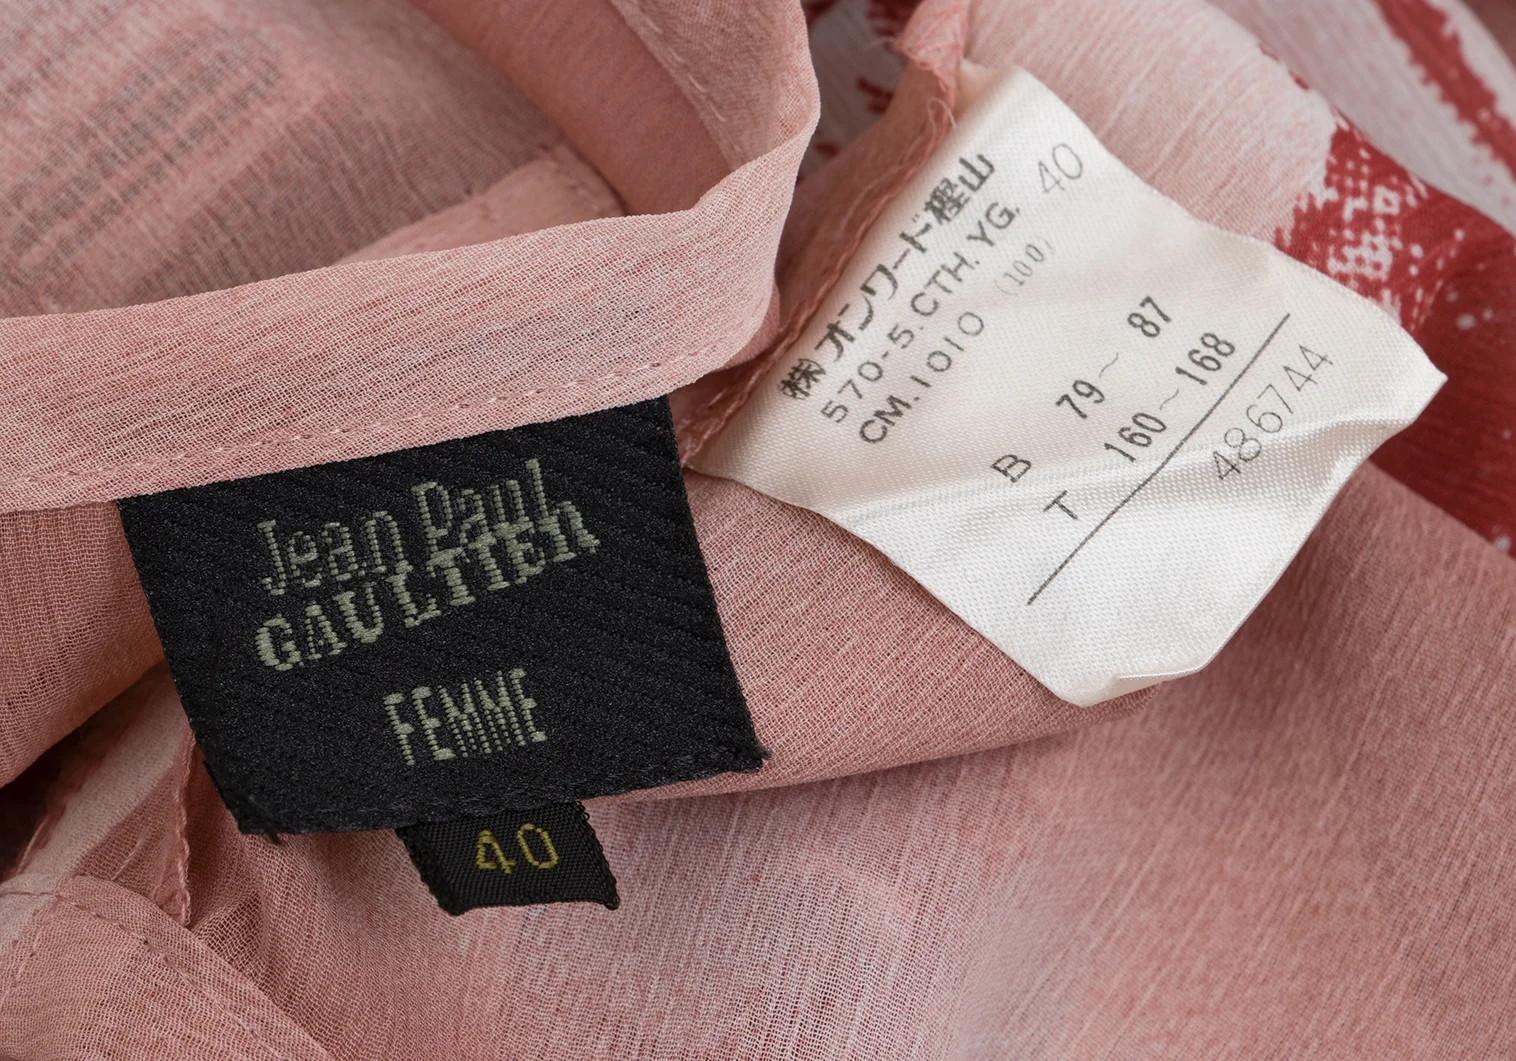 Jean Paul
GAULTIER
FEMME
40
㈱オンワード樫山 40
570-5.CTH.YG.
CM.1010 (100)
B 79~87
T 160~168
486744